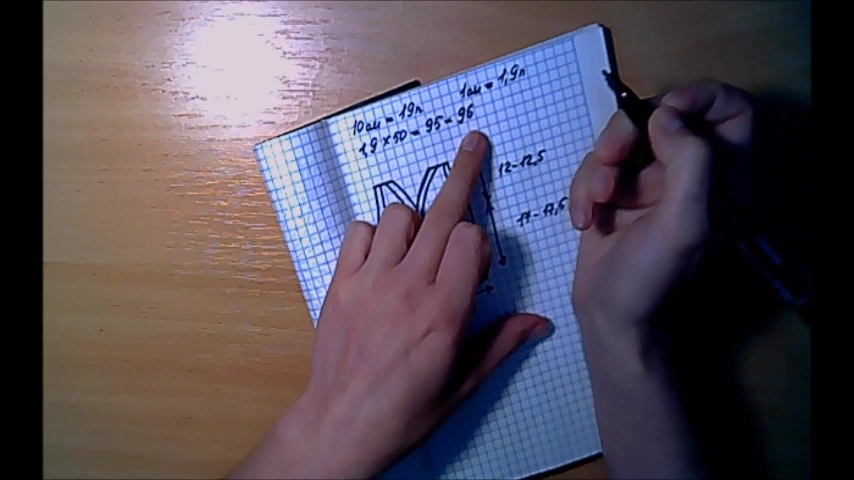 10см = 19п
1см = 1,9п
1,9 × 50 = 95 = 96
12-12,5
17-17,5